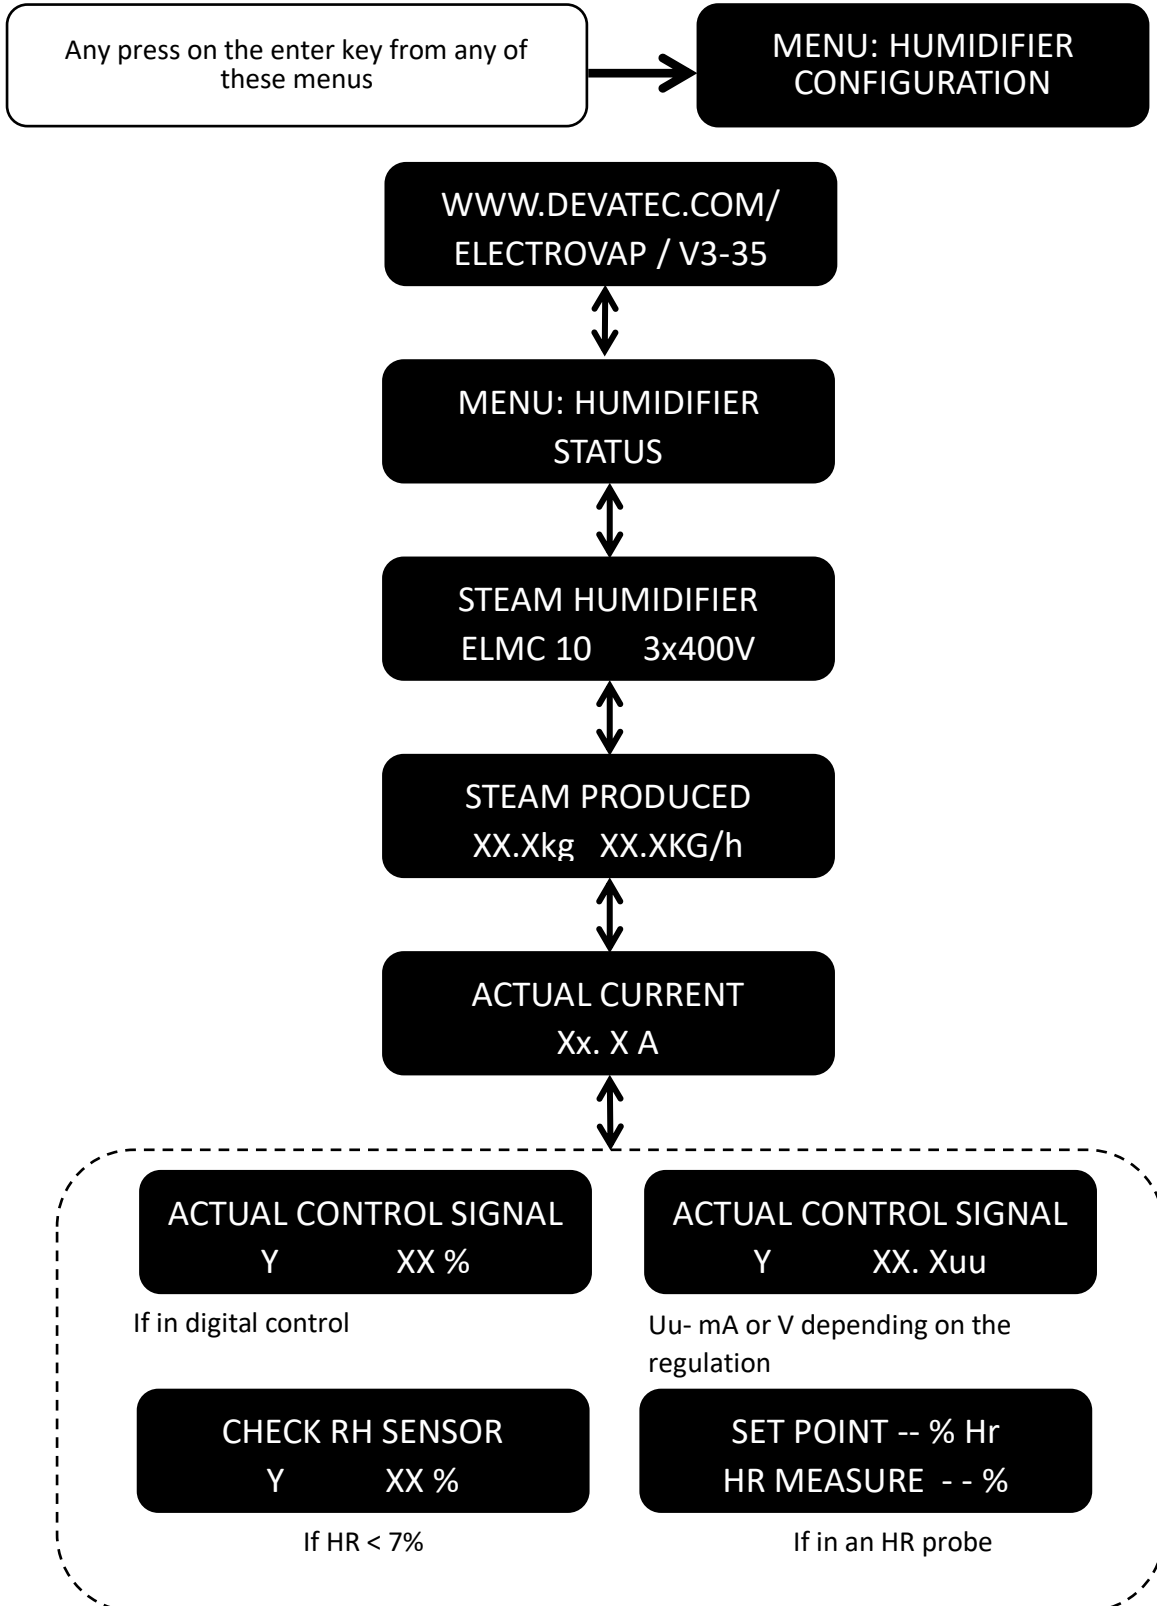 Any press on the enter key from any of
these menus
MENU: HUMIDIFIER
CONFIGURATION
WWW.DEVATEC.COM/
ELECTROVAP / V3-35
MENU: HUMIDIFIER
STATUS
STEAM HUMIDIFIER
ELMC 10 3x400V
STEAM PRODUCED
XX.Xkg XX.XKG/h
ACTUAL CURRENT
Xx. X A
ACTUAL CONTROL SIGNAL
Y XX %
If in digital control
ACTUAL CONTROL SIGNAL
Y XX. Xuu
Uu- mA or V depending on the
regulation
CHECK RH SENSOR
Y XX %
If HR < 7%
SET POINT -- % Hr
HR MEASURE - - %
If in an HR probe